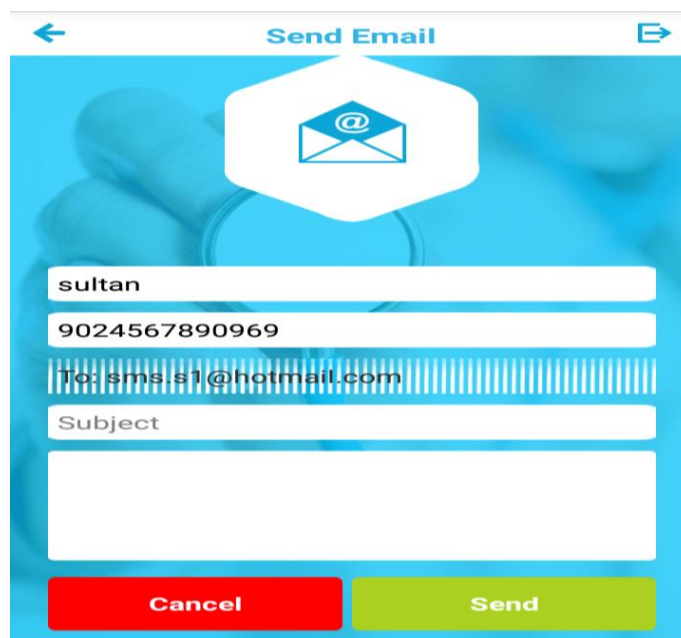 Send Email
@
sultan
9024567890969
To: sms.s1@hotmail.com
Subject
Cancel
Send